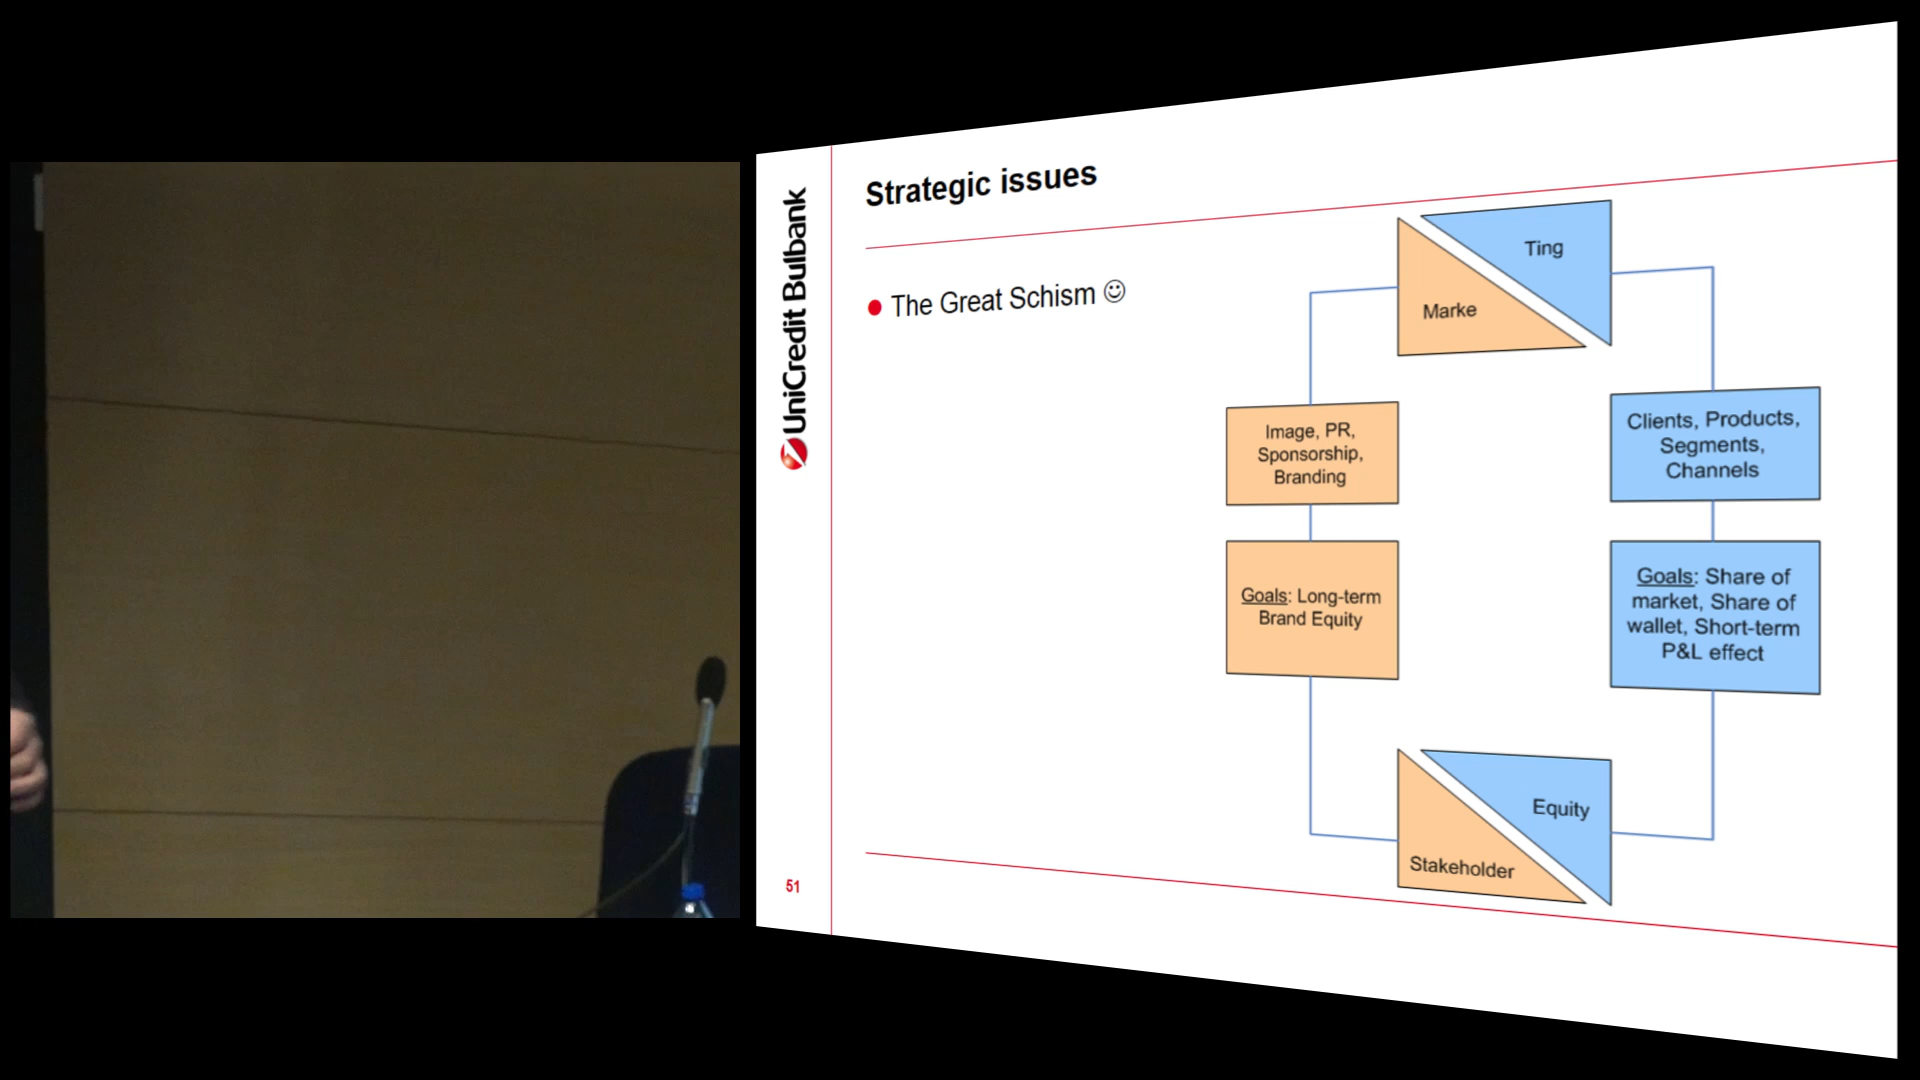 Strategic issues
UniCredit Bulbank
The Great Schism ☺
Ting
Marke
Image, PR,
Sponsorship,
Branding
Clients, Products,
Segments,
Channels
Goals: Long-term
Brand Equity
Goals: Share of
market, Share of
wallet, Short-term
P&L effect
Equity
Stakeholder
51